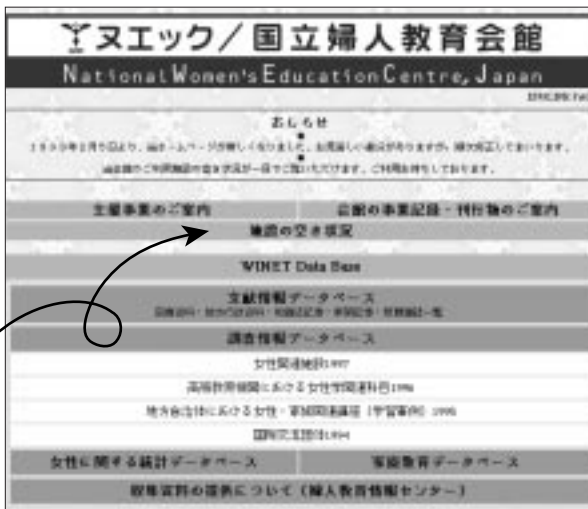 ヌエック／国立婦人教育会館
National Women's Education Centre, Japan
おしらせ
主催事業のご案内
会館の事業記録・刊行物のご案内
施設の空き状況
WINET Data Base
文献情報データベース
調査情報データベース
女性関連施設1997
高等教育機関における女性学関連科目1996
地方自治体における女性・家庭関連講座（学習事例）1995
国際交流団体1994
女性に関する統計データベース
家庭教育データベース
収集資料の提供について（婦人教育情報センター）